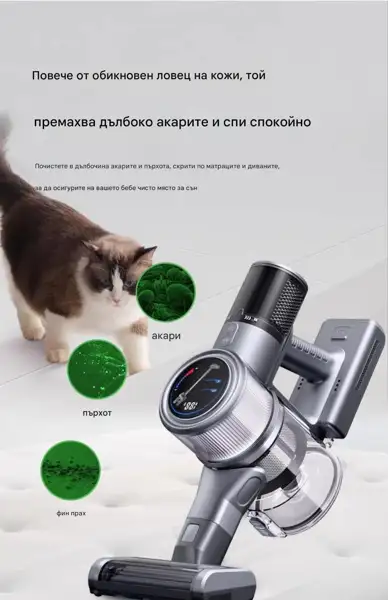 Повече от обикновен ловец на кожи, той
премахва дълбоко акарите и спи спокойно
Почистете в дълбочина акарите и пърхота, скрити по матраците и диваните,
за да осигурите на вашето бебе чисто място за сън
акари
пърхот
фин прах